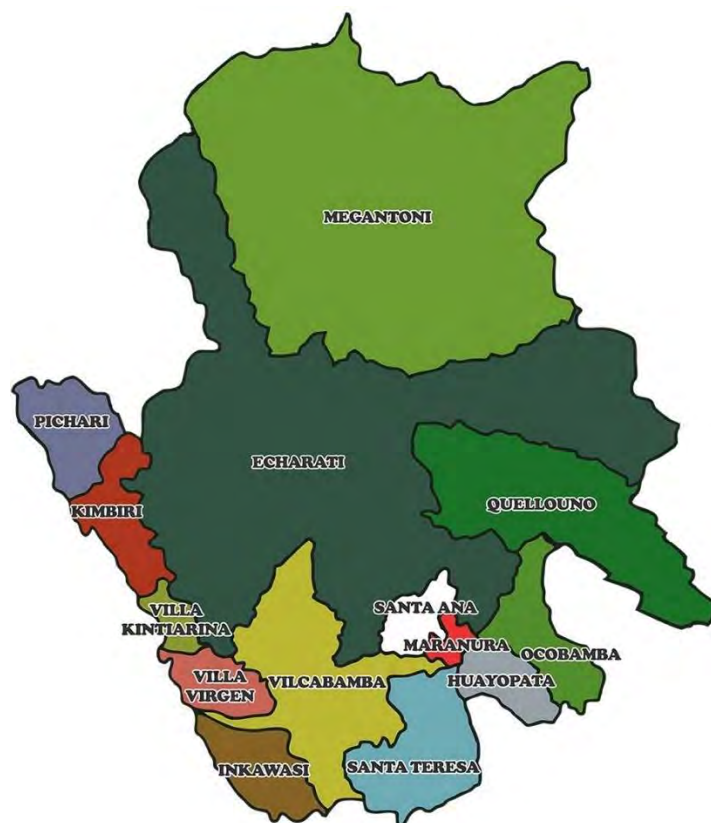 MEGANTONI
PICHARI
ECHARATI
QUELLOUNO
KIMBIRI
SANTA ANA
VILLA
KINTIARINA
MARANURA
OCOBAMBA
VILLA
VIRGEN
VILCABAMBA
HUAYOPATA
INKAWASI
SANTA TERESA